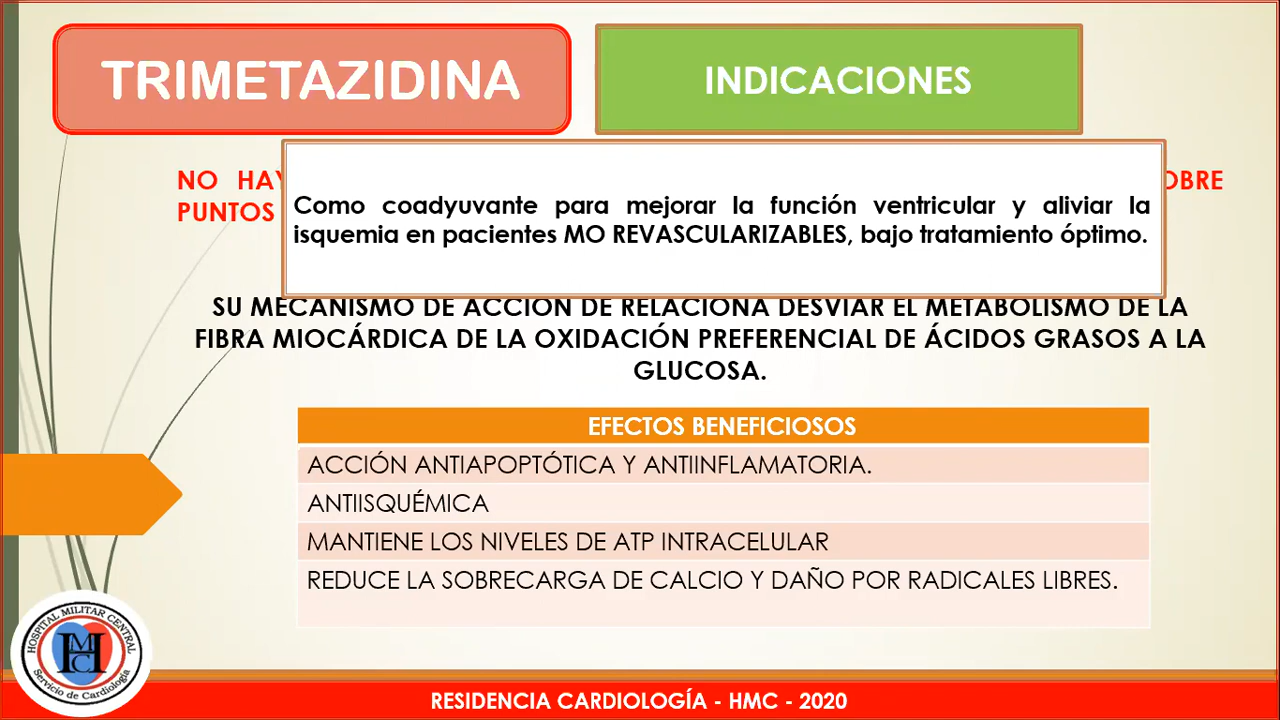 TRIMETAZIDINA
INDICACIONES
NO HAY
OBRE
PUNTOS
Como coadyuvante para mejorar la función ventricular y aliviar la
isquemia en pacientes MO REVASCULARIZABLES, bajo tratamiento óptimo.
SU MECANISMO DE ACCIÓN DE RELACIONA DESVIAR EL METABOLISMO DE LA
FIBRA MIOCÁRDICA DE LA OXIDACIÓN PREFERENCIAL DE ÁCIDOS GRASOS A LA
GLUCOSA.
EFECTOS BENEFICIOSOS
ACCIÓN ANTIAPOPTÓTICA Y ANTIINFLAMATORIA.
ANTIISQUÉMICA
MANTIENE LOS NIVELES DE ATP INTRACELULAR
REDUCE LA SOBRECARGA DE CALCIO Y DAÑO POR RADICALES LIBRES.
HOSPITAL MILITAR CENTRAL
HMC
Servicio de Cardiología
RESIDENCIA CARDIOLOGÍA - HMC - 2020